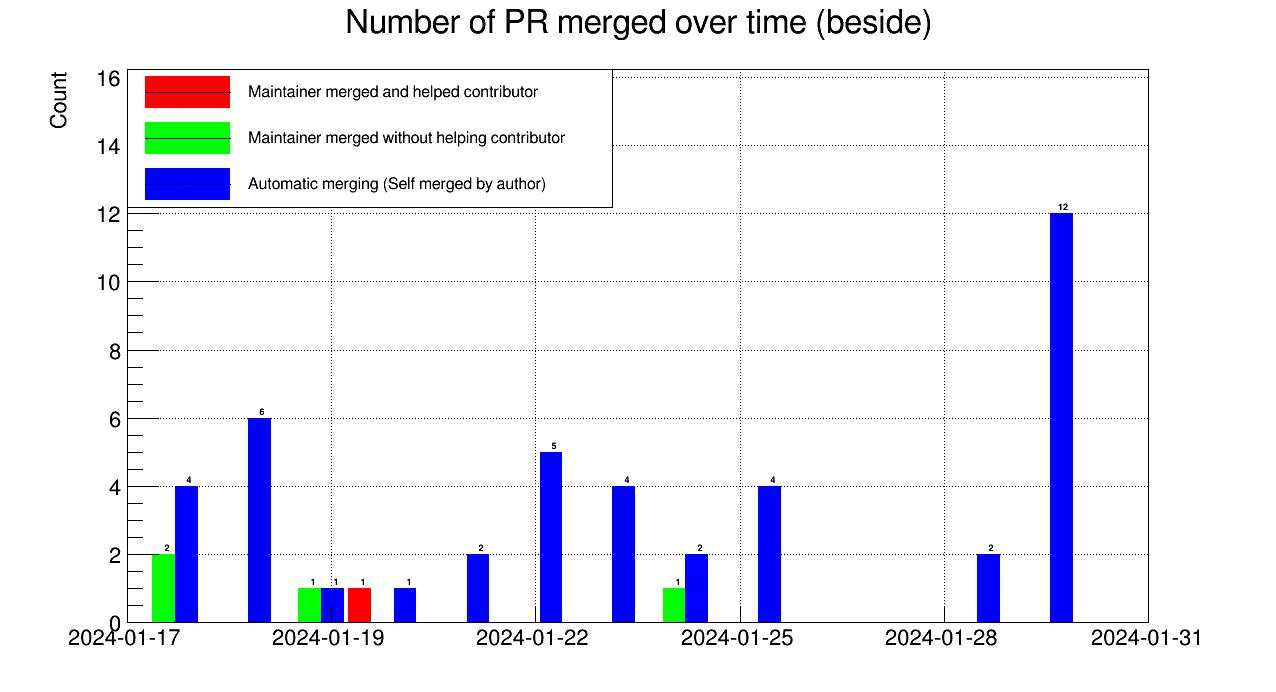 Number of PR merged over time (beside)
Count
16
14
12
10
8
6
4
2
0
Maintainer merged and helped contributor
Maintainer merged without helping contributor
Automatic merging (Self merged by author)
2 4 6 1 1 1 1 2 5 4 1 2 4 2 12
2024-01-17 2024-01-19 2024-01-22 2024-01-25 2024-01-28 2024-01-31